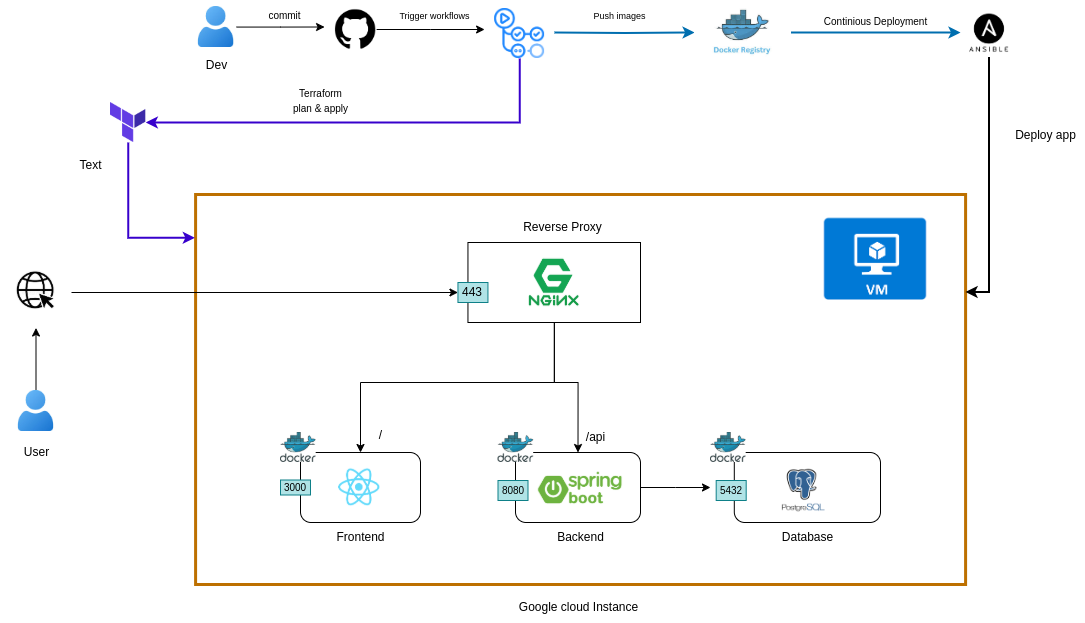 commit
Trigger workflows
Push images
Continious Deployment
Docker Registry
ANSIBLE
Dev
Terraform
plan & apply
Deploy app
Text
Reverse Proxy
443
NGiNX
VM
User
/
/api
docker
docker
docker
3000
8080
spring
boot
5432
PostgreSQL
Frontend
Backend
Database
Google cloud Instance